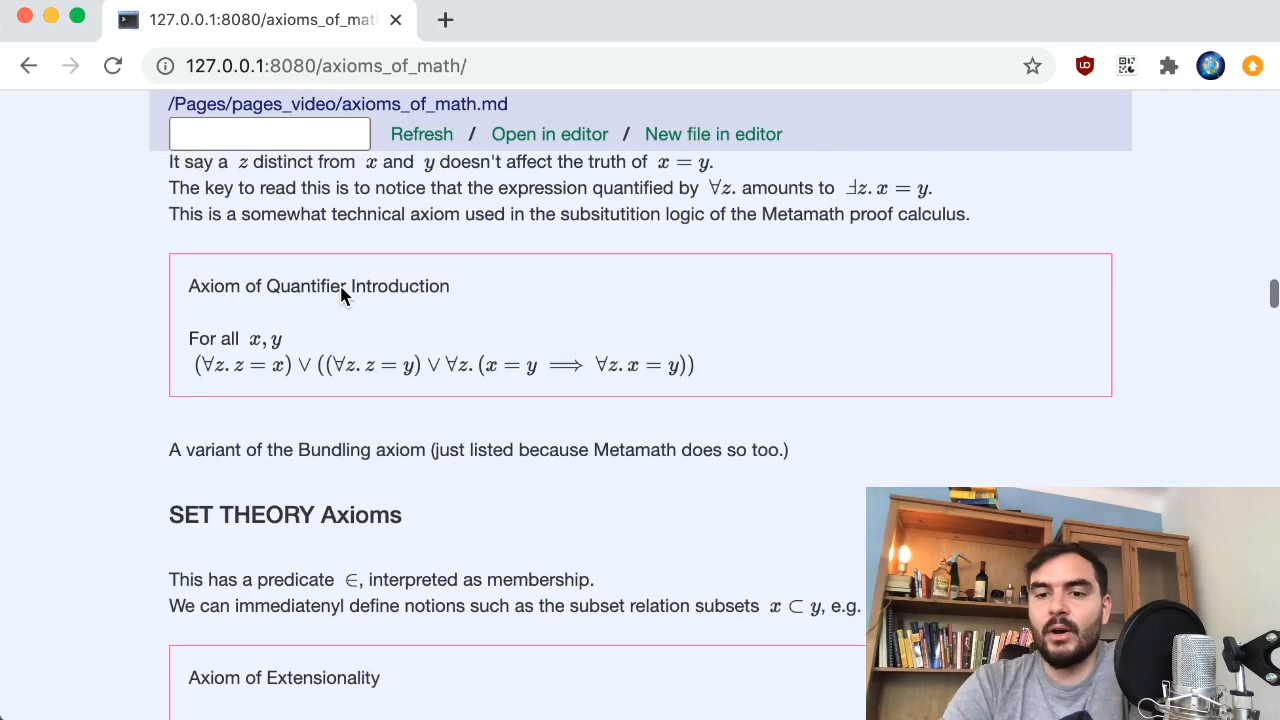 127.0.0.1:8080/axioms_of_mat
127.0.0.1:8080/axioms_of_math/
/Pages/pages_video/axioms_of_math.md
Refresh / Open in editor / New file in editor
It say a z distinct from x and y doesn't affect the truth of x = y.
The key to read this is to notice that the expression quantified by ∀z. amounts to ∃z. x = y.
This is a somewhat technical axiom used in the subsitutition logic of the Metamath proof calculus.
Axiom of Quantifier Introduction
For all x, y
(∀z. z = x) ∨ ((∀z. z = y) ∨ ∀z. (x = y ⟹ ∀z. x = y))
A variant of the Bundling axiom (just listed because Metamath does so too.)
SET THEORY Axioms
This has a predicate ∈, interpreted as membership.
We can immediatenyl define notions such as the subset relation subsets x ⊂ y, e.g.
Axiom of Extensionality